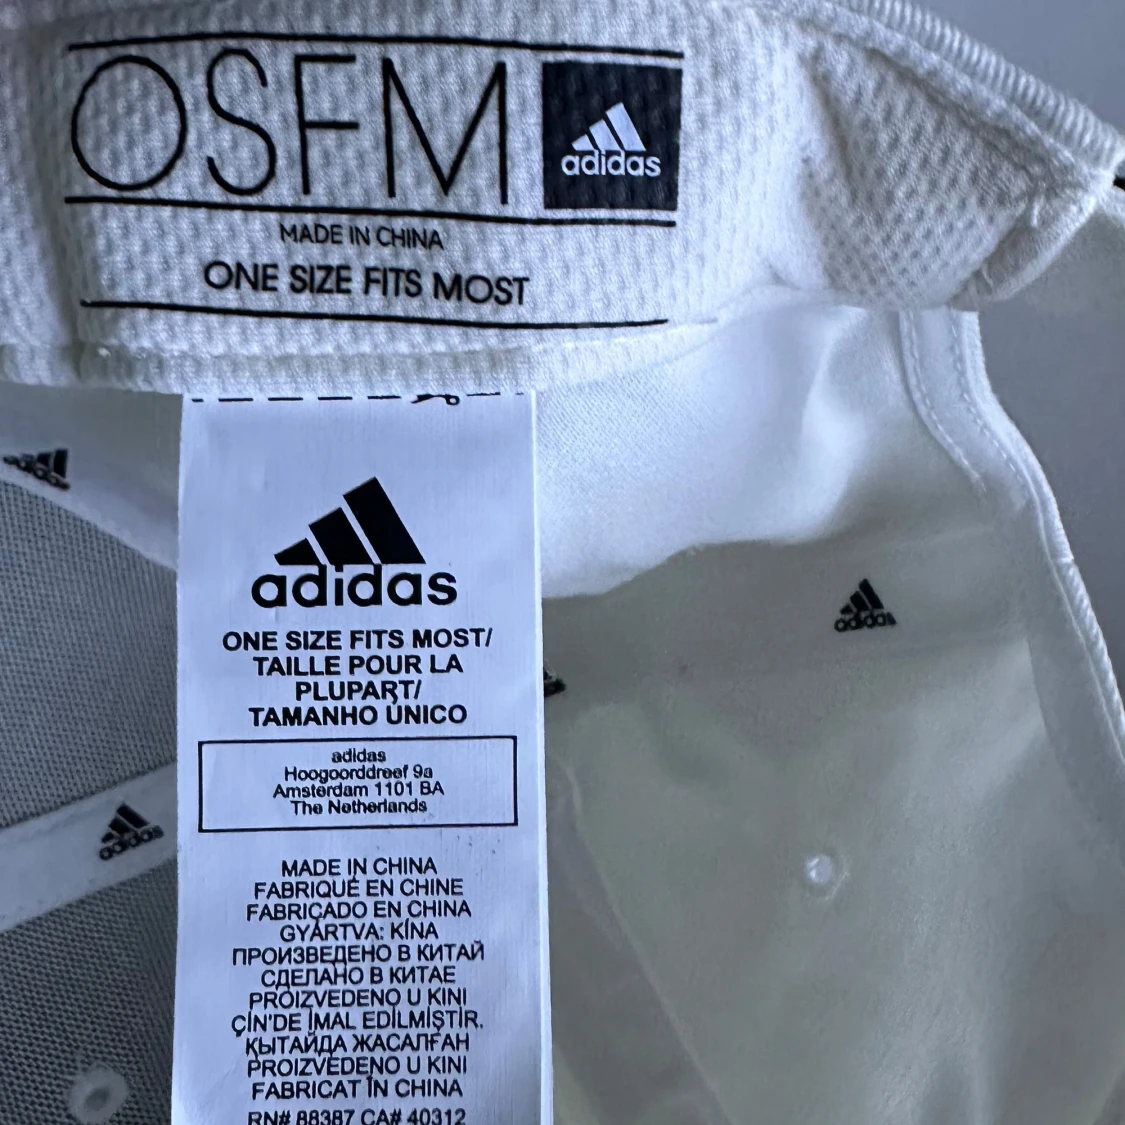 OSFM
adidas
MADE IN CHINA
ONE SIZE FITS MOST
adidas
ONE SIZE FITS MOST/
TAILLE POUR LA
PLUPART/
TAMANHO ÚNICO
adidas
Hoogoorddreef 9a
Amsterdam 1101 BA
The Netherlands
MADE IN CHINA
FABRIQUÉ EN CHINE
FABRICADO EN CHINA
GYÁRTVA: KÍNA
ПРОИЗВЕДЕНО В КИТАЙ
СДЕЛАНО В КИТАЕ
PROIZVEDENO U KINI
ÇİN'DE İMAL EDİLMİŞTİR.
ҚЫТАЙДА ЖАСАЛҒАН
PROIZVEDENO U KINI
FABRICAT ÎN CHINA
RN# 88387 CA# 40312
adidas
adidas
adidas